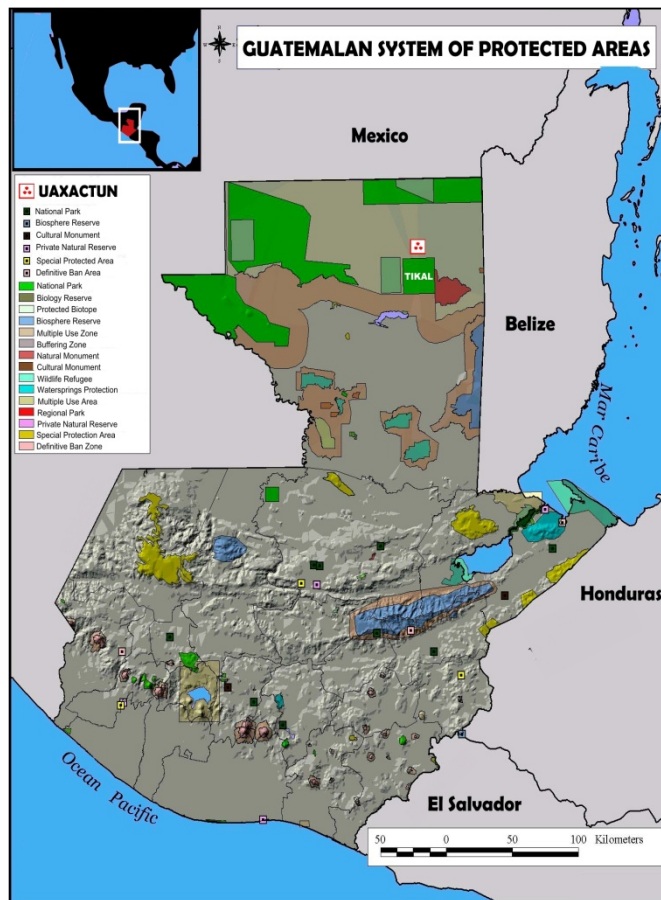 GUATEMALAN SYSTEM OF PROTECTED AREAS
N
W
E
S
Mexico
UAXACTUN
National Park
Biosphere Reserve
Cultural Monument
Private Natural Reserve
Special Protected Area
Definitive Ban Area
National Park
Biology Reserve
Protected Biotope
Biosphere Reserve
Multiple Use Zone
Buffering Zone
Natural Monument
Cultural Monument
Wildlife Refugee
Watersprings Protection
Multiple Use Area
Regional Park
Private Natural Reserve
Special Protection Area
Definitive Ban Zone
TIKAL
Belize
Mar Caribe
Honduras
Ocean Pacific
El Salvador
50 0 50 100 Kilometers